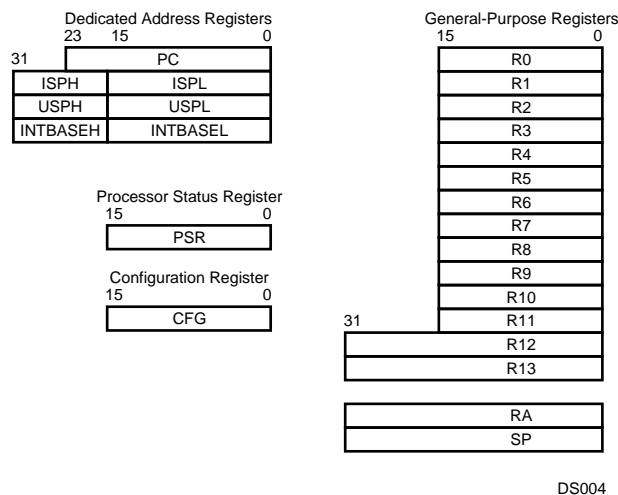 Dedicated Address Registers
23 15 0
31 PC
ISPH ISPL
USPH USPL
INTBASEH INTBASEL
Processor Status Register
15 0
PSR
Configuration Register
15 0
CFG
General-Purpose Registers
15 0
R0
R1
R2
R3
R4
R5
R6
R7
R8
R9
R10
31 R11
R12
R13
RA
SP
DS004